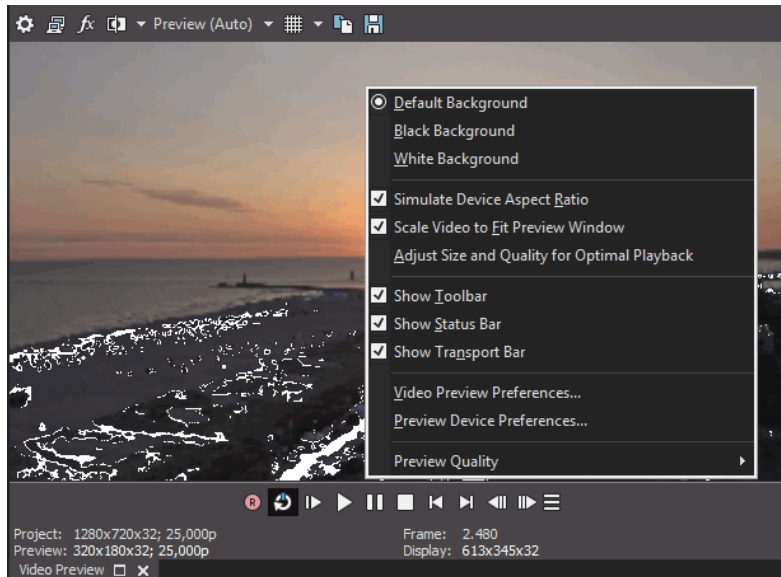 fx Preview (Auto)
Default Background
Black Background
White Background
Simulate Device Aspect Ratio
Scale Video to Fit Preview Window
Adjust Size and Quality for Optimal Playback
Show Toolbar
Show Status Bar
Show Transport Bar
Video Preview Preferences...
Preview Device Preferences...
Preview Quality
R
Project: 1280x720x32; 25,000p
Frame: 2.480
Preview: 320x180x32; 25,000p
Display: 613x345x32
Video Preview